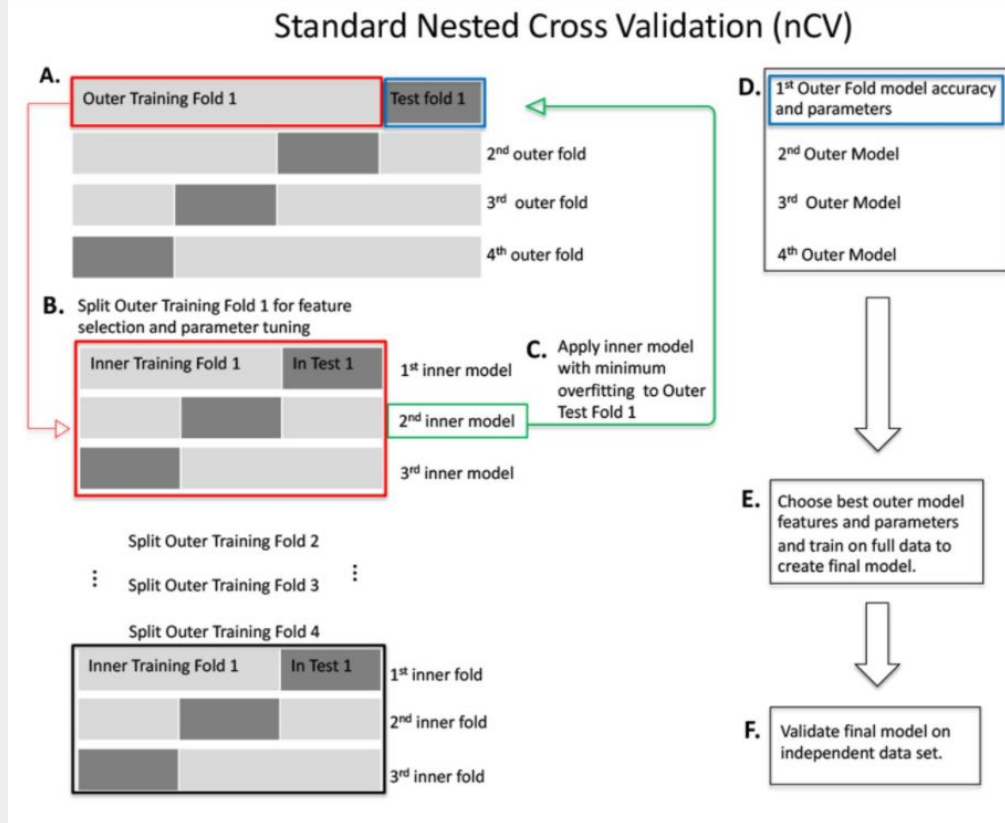 Standard Nested Cross Validation (nCV)
A.
Outer Training Fold 1
Test fold 1
2nd outer fold
3rd outer fold
4th outer fold
B. Split Outer Training Fold 1 for feature
selection and parameter tuning
Inner Training Fold 1
In Test 1
1st inner model
2nd inner model
3rd inner model
C. Apply inner model
with minimum
overfitting to Outer
Test Fold 1
Split Outer Training Fold 2
⋮ Split Outer Training Fold 3 ⋮
Split Outer Training Fold 4
Inner Training Fold 1
In Test 1
1st inner fold
2nd inner fold
3rd inner fold
D. 1st Outer Fold model accuracy
and parameters
2nd Outer Model
3rd Outer Model
4th Outer Model
E. Choose best outer model
features and parameters
and train on full data to
create final model.
F. Validate final model on
independent data set.